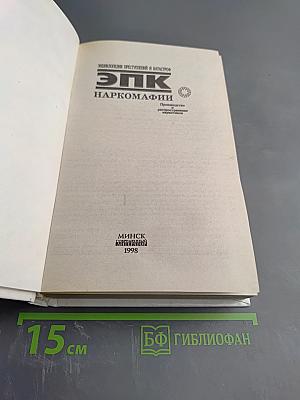 ЭНЦИКЛОПЕДИЯ ПРЕСТУПЛЕНИЙ И КАТАСТРОФ
ЭПК
НАРКОМАФИИ
Производство
и
распространение
наркотиков
МИНСК
1998
15 см
БФ ГИБЛИОФАН